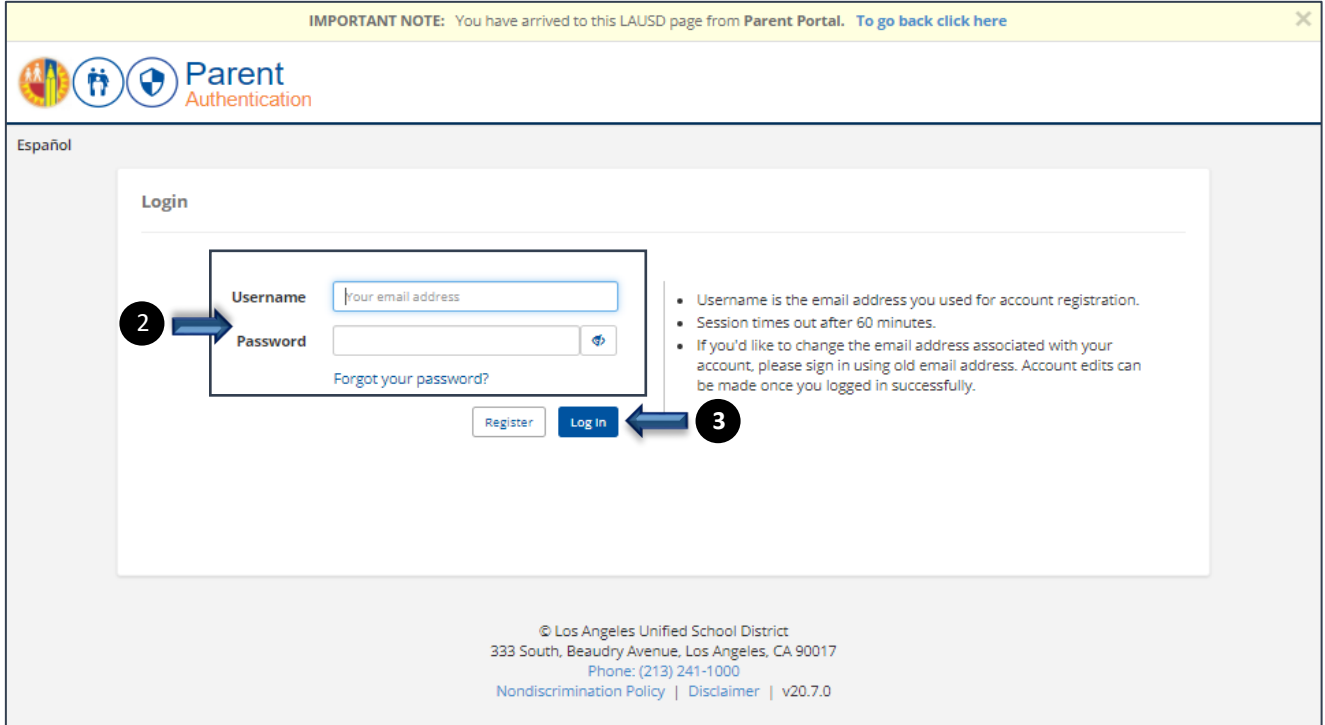 IMPORTANT NOTE: You have arrived to this LAUSD page from Parent Portal. To go back click here
Parent
Authentication
Español
Login
Username
Your email address
2
Password
Forgot your password?
Register
Log In
3
• Username is the email address you used for account registration.
• Session times out after 60 minutes.
• If you'd like to change the email address associated with your
account, please sign in using old email address. Account edits can
be made once you logged in successfully.
© Los Angeles Unified School District
333 South, Beaudry Avenue, Los Angeles, CA 90017
Phone: (213) 241-1000
Nondiscrimination Policy | Disclaimer | v20.7.0